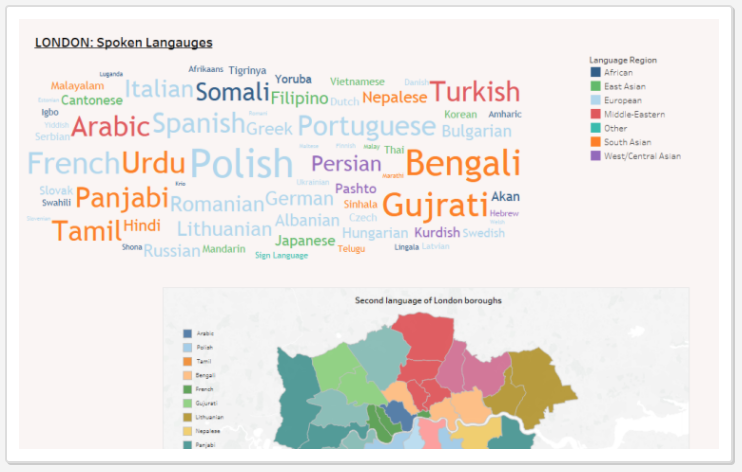 LONDON: Spoken Langauges
Language Region
African
East Asian
European
Middle-Eastern
Other
South Asian
West/Central Asian
Luganda
Afrikaans
Tigrinya
Malayalam
Italian
Somali
Yoruba
Vietnamese
Danish
Turkish
Cantonese
Filipino
Dutch
Nepalese
Igbo
Korean
Amharic
Yiddish
Arabic
Spanish
Greek
Portuguese
Bulgarian
Serbian
French
Urdu
Polish
Persian
Malay
Thai
Bengali
Marathi
Slovak
Krio
Ukrainian
Swahili
Panjabi
Romanian
German
Pashto
Sinhala
Gujrati
Akan
Hebrew
Tamil
Hindi
Lithuanian
Albanian
Czech
Hungarian
Kurdish
Swedish
Japanese
Shona
Russian
Mandarin
Sign Language
Telugu
Lingala
Latvian
Second language of London boroughs
Arabic
Polish
Tamil
Bengali
French
Gujurati
Lithuanian
Nepalese
Panjabi